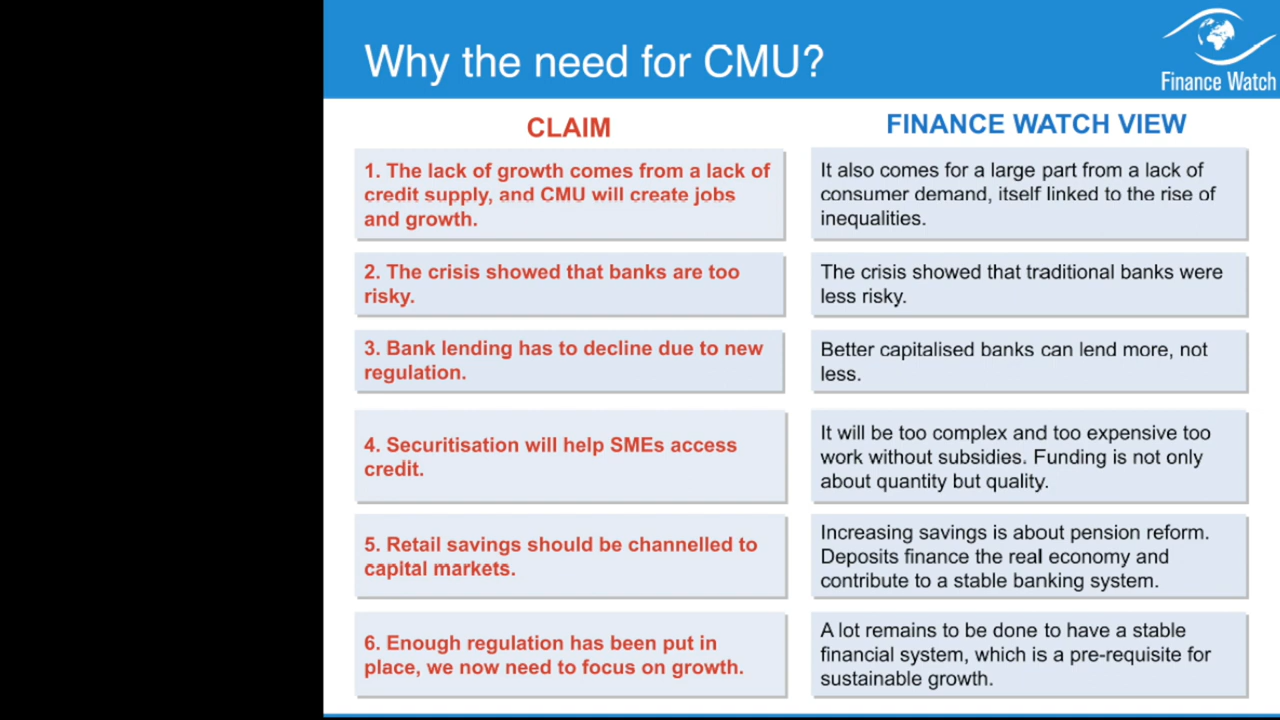 Why the need for CMU?
Finance Watch
CLAIM
FINANCE WATCH VIEW
1. The lack of growth comes from a lack of
credit supply, and CMU will create jobs
and growth.
It also comes for a large part from a lack of
consumer demand, itself linked to the rise of
inequalities.
2. The crisis showed that banks are too
risky.
The crisis showed that traditional banks were
less risky.
3. Bank lending has to decline due to new
regulation.
Better capitalised banks can lend more, not
less.
4. Securitisation will help SMEs access
credit.
It will be too complex and too expensive too
work without subsidies. Funding is not only
about quantity but quality.
5. Retail savings should be channelled to
capital markets.
Increasing savings is about pension reform.
Deposits finance the real economy and
contribute to a stable banking system.
6. Enough regulation has been put in
place, we now need to focus on growth.
A lot remains to be done to have a stable
financial system, which is a pre-requisite for
sustainable growth.